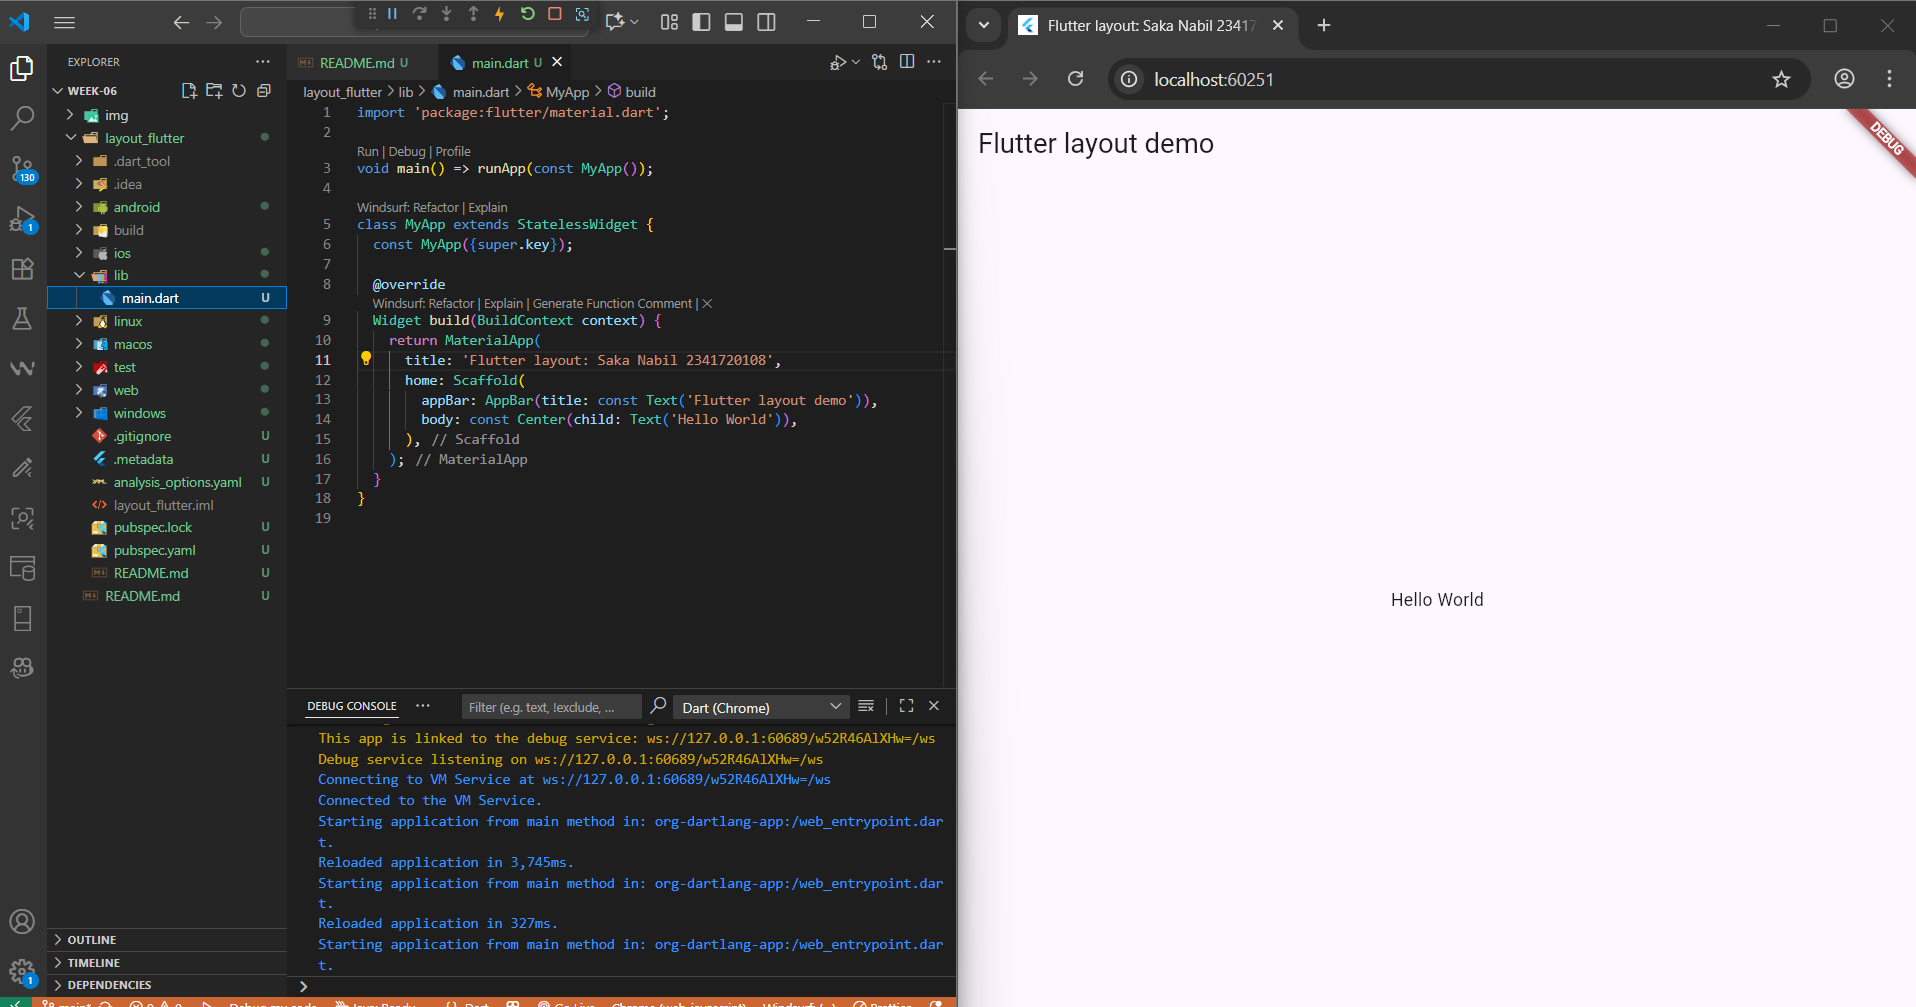 EXPLORER
WEEK-06
img
layout_flutter
.dart_tool
.idea
android
build
ios
lib
main.dart U
linux
macos
test
web
windows
.gitignore U
.metadata U
analysis_options.yaml U
layout_flutter.iml
pubspec.lock U
pubspec.yaml U
README.md U
README.md U
OUTLINE
TIMELINE
DEPENDENCIES
130
1
1
README.md U
main.dart U
layout_flutter > lib > main.dart > MyApp > build
1 import 'package:flutter/material.dart';
2
Run | Debug | Profile
3 void main() => runApp(const MyApp());
4
Windsurf: Refactor | Explain
5 class MyApp extends StatelessWidget {
6 const MyApp({super.key});
7
8 @override
Windsurf: Refactor | Explain | Generate Function Comment | ×
9 Widget build(BuildContext context) {
10 return MaterialApp(
11 title: 'Flutter layout: Saka Nabil 2341720108',
12 home: Scaffold(
13 appBar: AppBar(title: const Text('Flutter layout demo')),
14 body: const Center(child: Text('Hello World')),
15 ), // Scaffold
16 ); // MaterialApp
17 }
18 }
19
DEBUG CONSOLE
Filter (e.g. text, !exclude, ...
Dart (Chrome)
This app is linked to the debug service: ws://127.0.0.1:60689/w52R46AlXHw=/ws
Debug service listening on ws://127.0.0.1:60689/w52R46AlXHw=/ws
Connecting to VM Service at ws://127.0.0.1:60689/w52R46AlXHw=/ws
Connected to the VM Service.
Starting application from main method in: org-dartlang-app:/web_entrypoint.dar
t.
Reloaded application in 3,745ms.
Starting application from main method in: org-dartlang-app:/web_entrypoint.dar
t.
Reloaded application in 327ms.
Starting application from main method in: org-dartlang-app:/web_entrypoint.dar
t.
Flutter layout: Saka Nabil 23417
localhost:60251
Flutter layout demo
DEBUG
Hello World